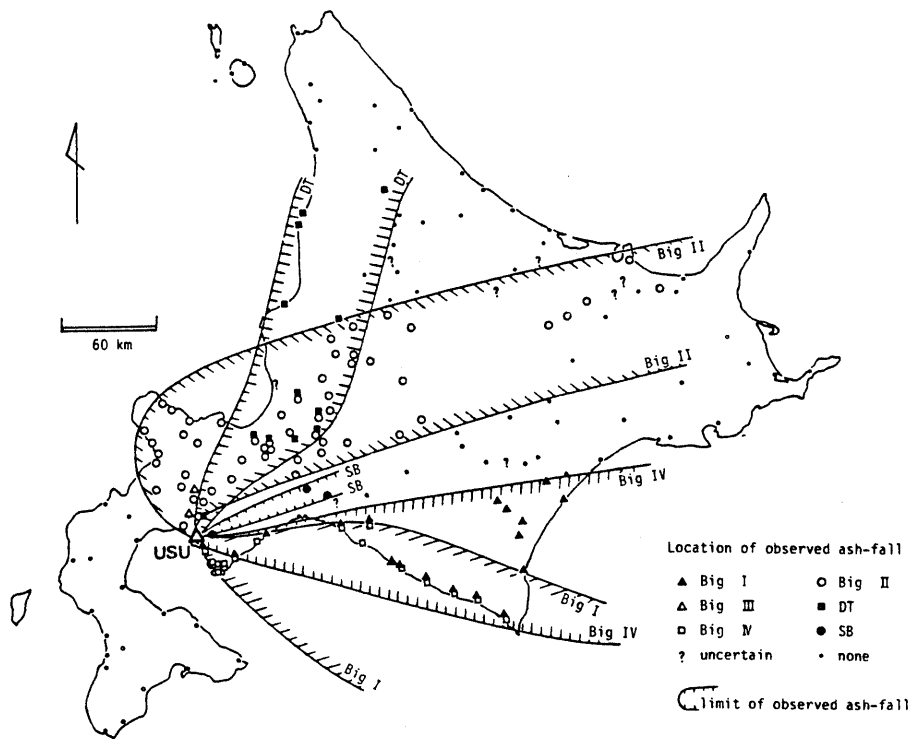 DT
DT
Big II
?
?
?
?
60 km
Big II
?
SB
SB
?
?
Big IV
USU
Big I
Big IV
Big I
Location of observed ash-fall
▲ Big I
○ Big II
△ Big III
■ DT
□ Big IV
● SB
? uncertain
• none
limit of observed ash-fall